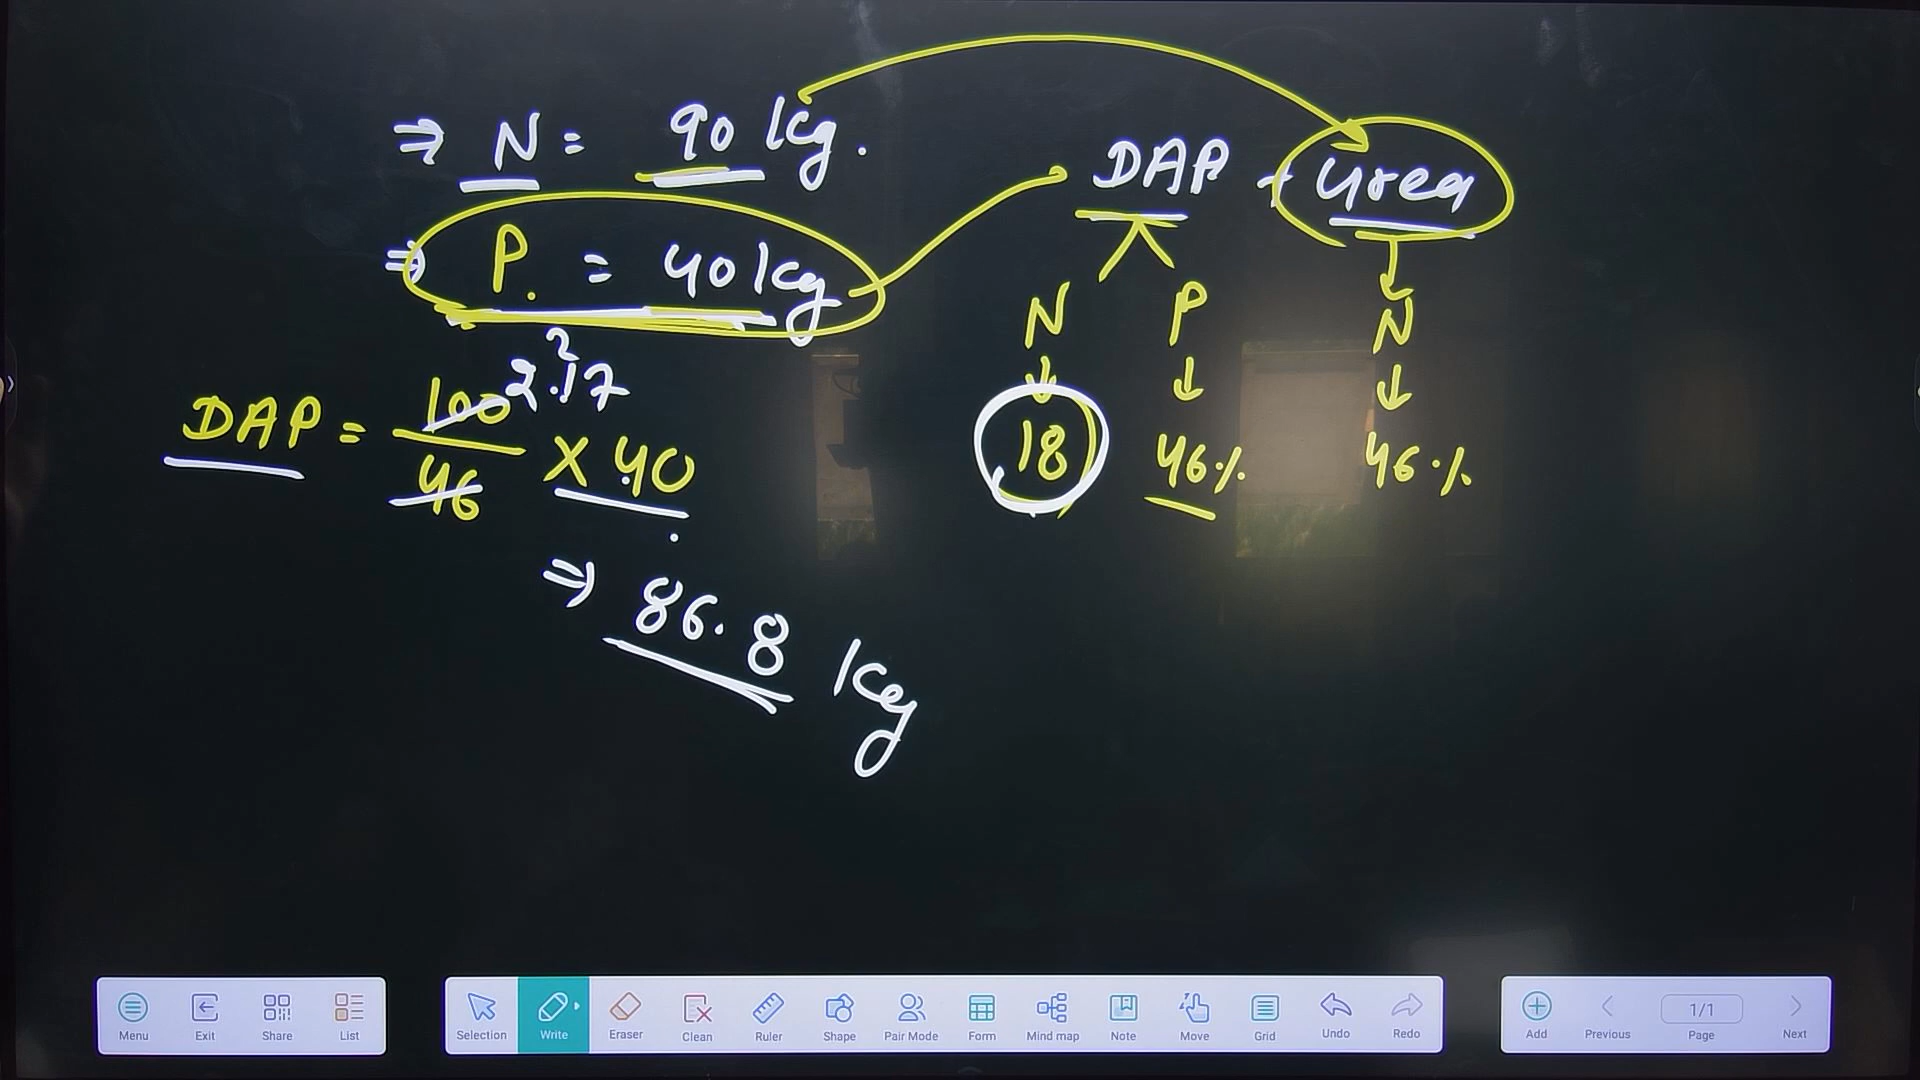 ⇒ N = 90 kg.
DAP - Urea
⇒ P. = 40 kg
N P N
18 46% 46%
2
2.17
DAP = 100/46 X 40
⇒ 86.8 kg
Menu Exit Share List
Selection Write Eraser Clean Ruler Shape Pair Mode Form Mind map Note Move Grid Undo Redo
Add Previous 1/1 Page Next